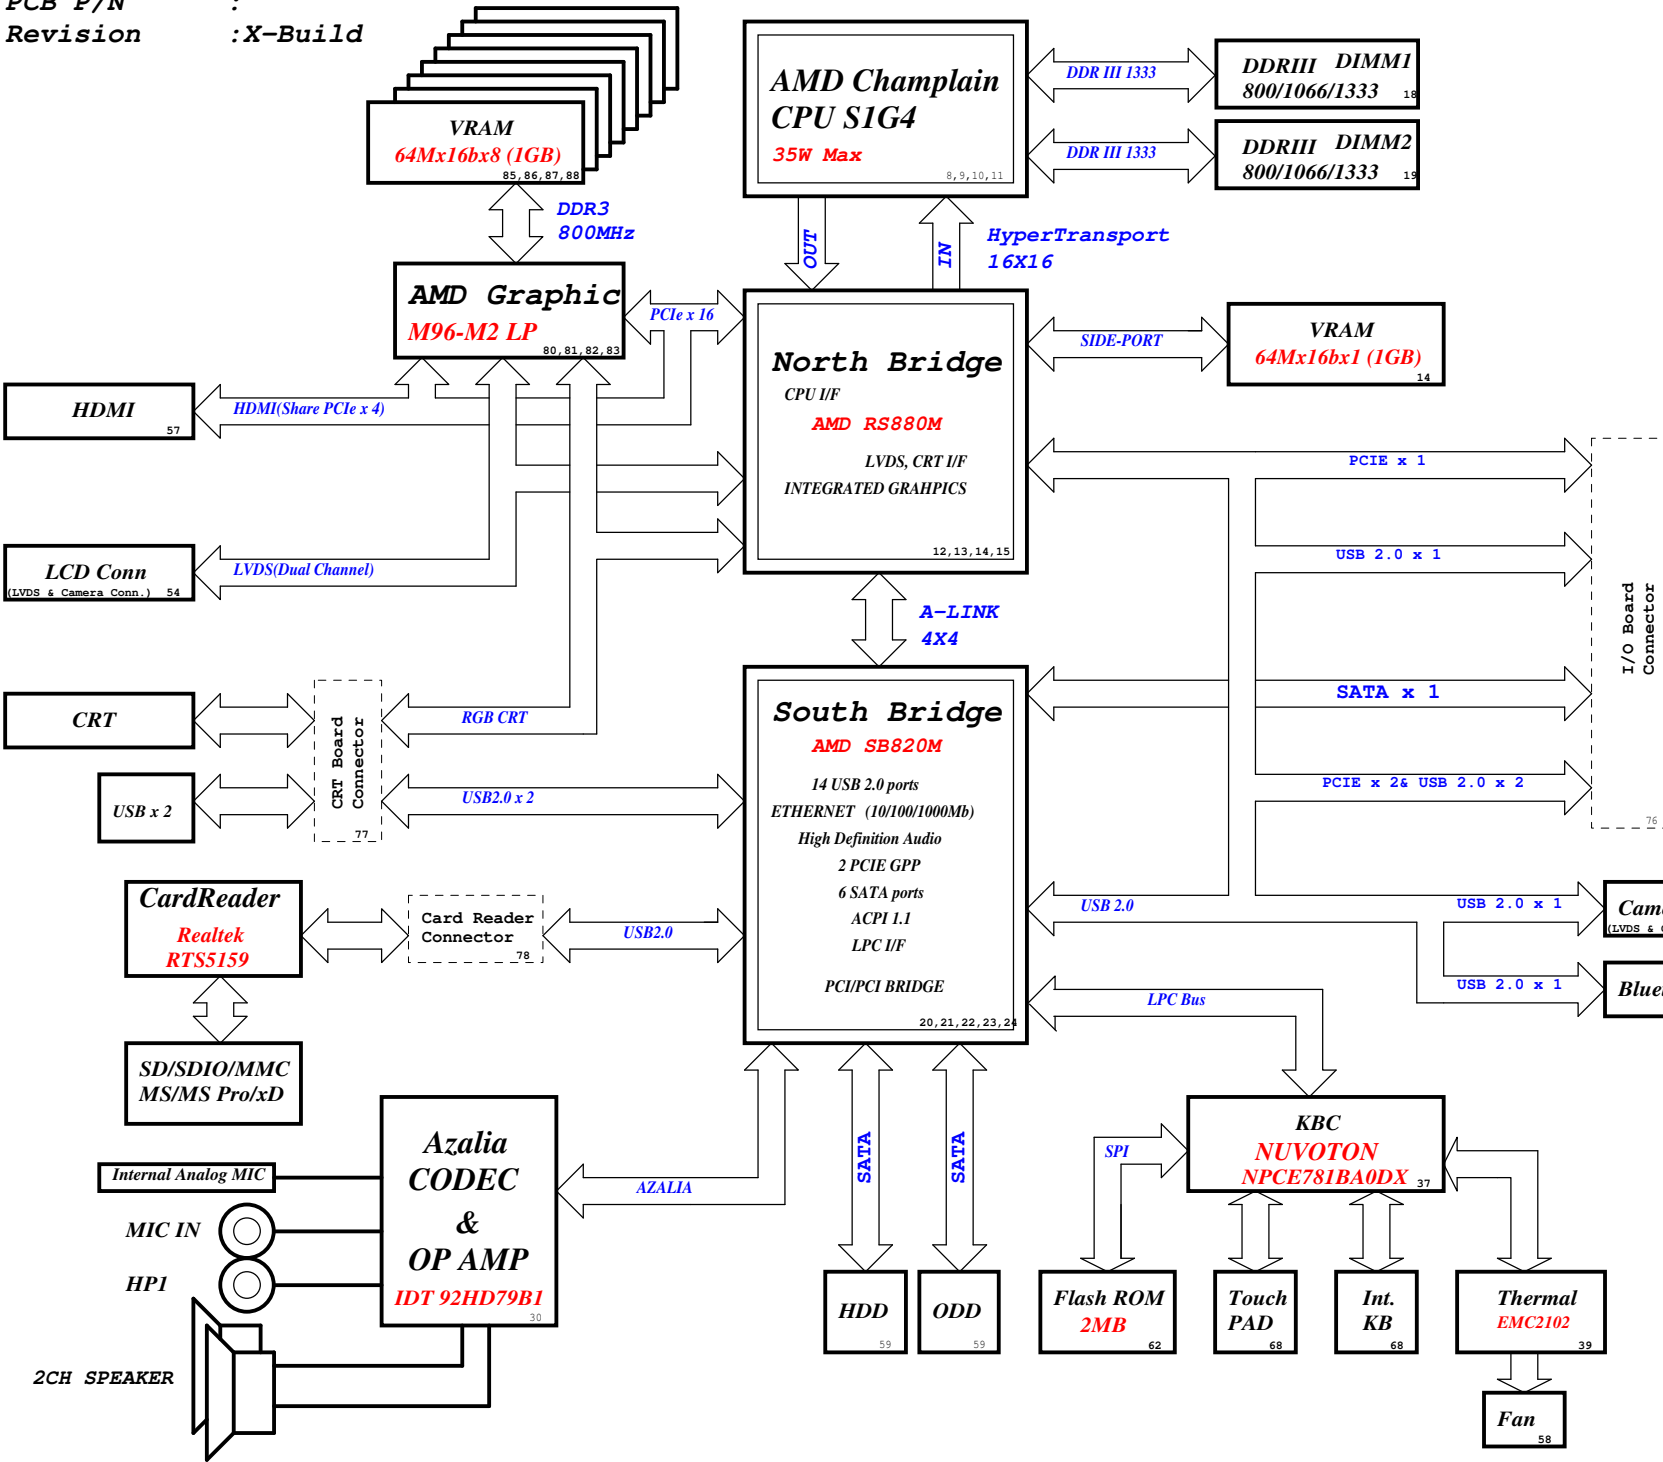 PCB P/N :
Revision :X-Build
VRAM
64Mx16bx8 (1GB)
85,86,87,88
DDR3
800MHz
AMD Graphic
M96-M2 LP
80,81,82,83
AMD Champlain
CPU S1G4
35W Max
8,9,10,11
DDR III 1333
DDRIII DIMM1
800/1066/1333
18
DDR III 1333
DDRIII DIMM2
800/1066/1333
19
OUT
IN
HyperTransport
16X16
PCIe x 16
North Bridge
CPU I/F
AMD RS880M
LVDS, CRT I/F
INTEGRATED GRAHPICS
12,13,14,15
SIDE-PORT
VRAM
64Mx16bx1 (1GB)
14
HDMI
57
HDMI(Share PCIe x 4)
LCD Conn
(LVDS & Camera Conn.)
54
LVDS(Dual Channel)
PCIE x 1
USB 2.0 x 1
SATA x 1
PCIE x 2& USB 2.0 x 2
I/O Board
Connector
76
A-LINK
4X4
CRT
CRT Board
Connector
77
RGB CRT
USB x 2
USB2.0 x 2
South Bridge
AMD SB820M
14 USB 2.0 ports
ETHERNET (10/100/1000Mb)
High Definition Audio
2 PCIE GPP
6 SATA ports
ACPI 1.1
LPC I/F
PCI/PCI BRIDGE
20,21,22,23,24
CardReader
Realtek
RTS5159
Card Reader
Connector
78
USB2.0
SD/SDIO/MMC
MS/MS Pro/xD
USB 2.0
USB 2.0 x 1
Came
(LVDS &
USB 2.0 x 1
Blue
LPC Bus
Azalia
CODEC
&
OP AMP
IDT 92HD79B1
30
Internal Analog MIC
MIC IN
HP1
2CH SPEAKER
AZALIA
SATA
SATA
HDD
59
ODD
59
KBC
NUVOTON
NPCE781BA0DX
37
SPI
Flash ROM
2MB
62
Touch
PAD
68
Int.
KB
68
Thermal
EMC2102
39
Fan
58